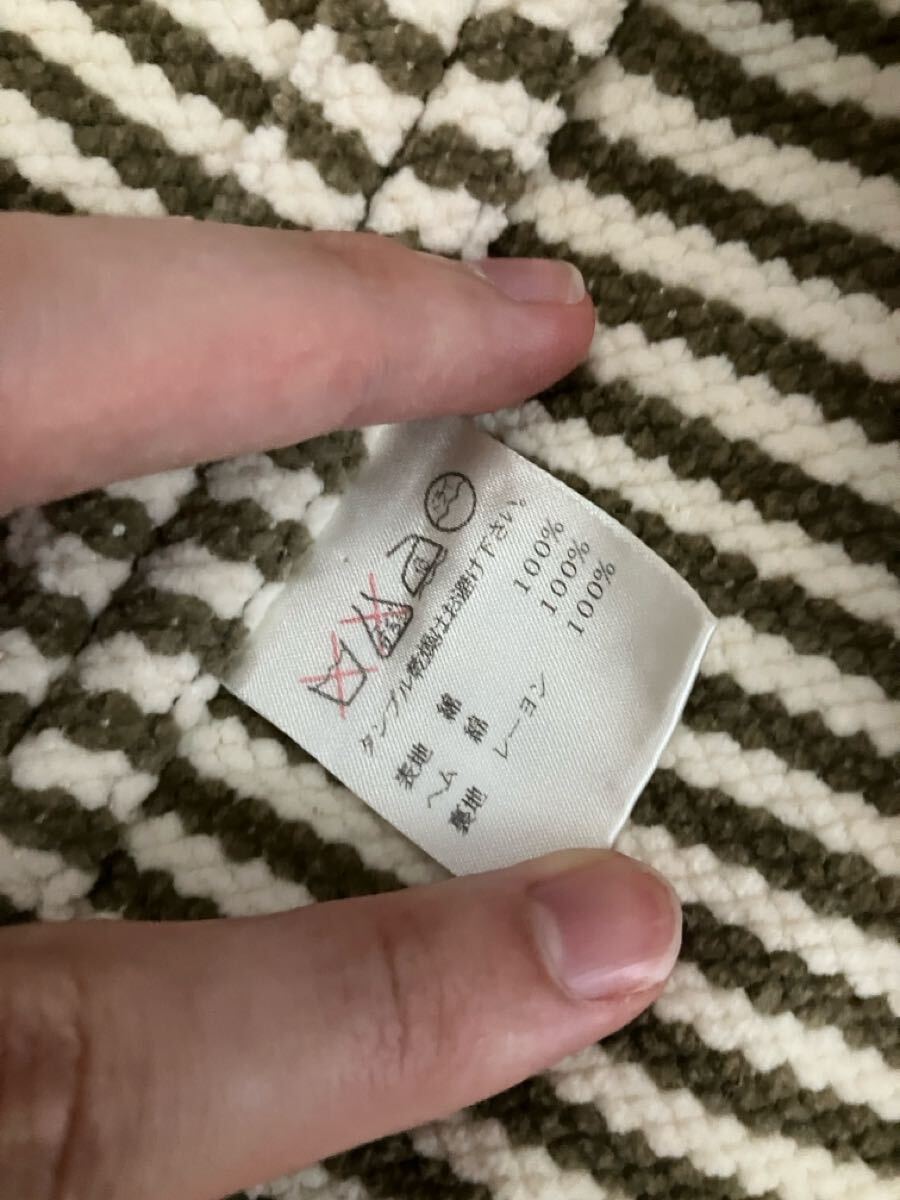 タンブル乾燥はお避け下さい。
表地 綿 100%
ヘム 綿 100%
裏地 レーヨン 100%